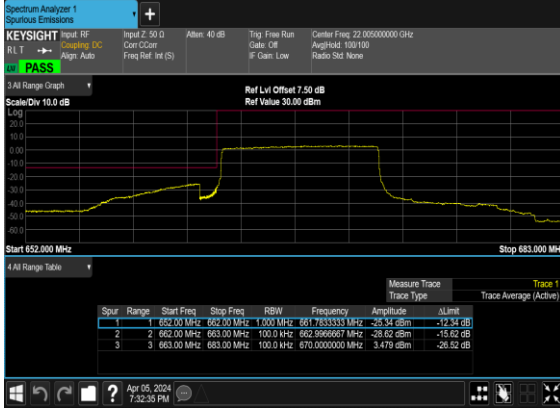 Spectrum Analyzer 1
Spurious Emissions
+
KEYSIGHT Input: RF Input Z: 50 Ω Atten: 40 dB Trig: Free Run Center Freq: 22.005000000 GHz
RLT Coupling: DC Corr CCorr Gate: Off Avg|Hold: 100/100
Align: Auto Freq Ref: Int (S) IF Gain: Low Radio Std: None
PASS
3 All Range Graph Ref Lvl Offset 7.50 dB
Scale/Div 10.0 dB Ref Value 30.00 dBm
Log
20.0
10.0
0.00
-10.0
-20.0
-30.0
-40.0
-50.0
-60.0
Start 652.000 MHz Stop 683.000 MH
4 All Range Table
Measure Trace Trace 1
Trace Type Trace Average (Active)
Spur Range Start Freq Stop Freq RBW Frequency Amplitude ΔLimit
1 1 652.00 MHz 662.00 MHz 1.000 MHz 661.7833333 MHz -25.34 dBm -12.34 dB
2 2 662.00 MHz 663.00 MHz 100.0 kHz 662.9966667 MHz -28.62 dBm -15.62 dB
3 3 663.00 MHz 683.00 MHz 100.0 kHz 670.0000000 MHz 3.479 dBm -26.52 dB
? Apr 05, 2024
7:32:35 PM